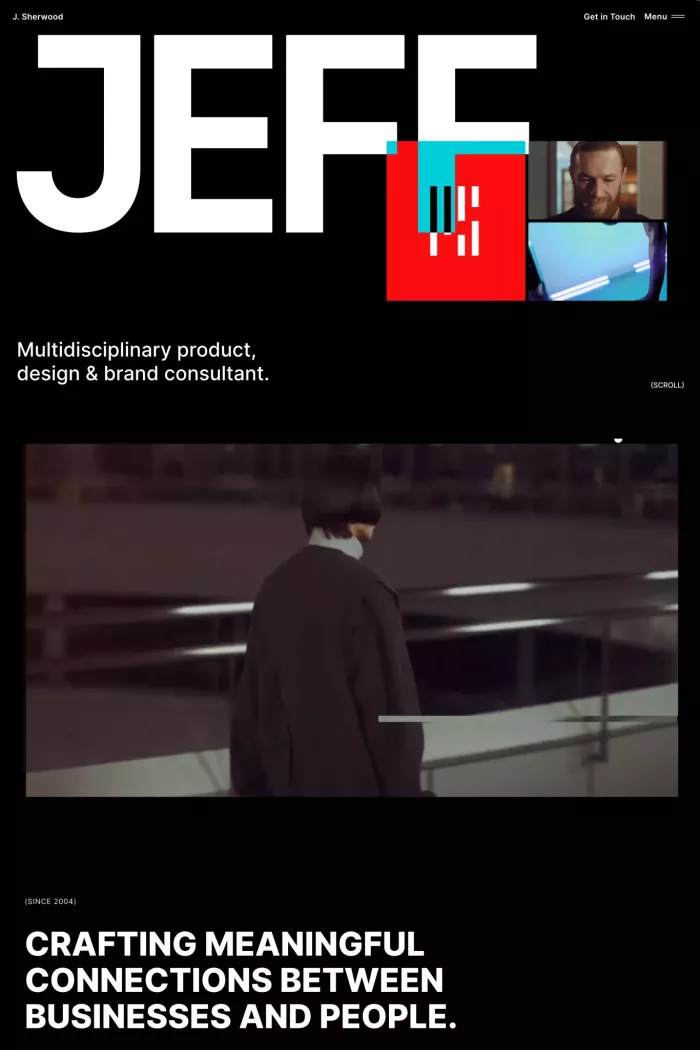 J. Sherwood
Get in Touch
Menu
JEFF
Multidisciplinary product,
design & brand consultant.
(SCROLL)
(SINCE 2004)
CRAFTING MEANINGFUL
CONNECTIONS BETWEEN
BUSINESSES AND PEOPLE.